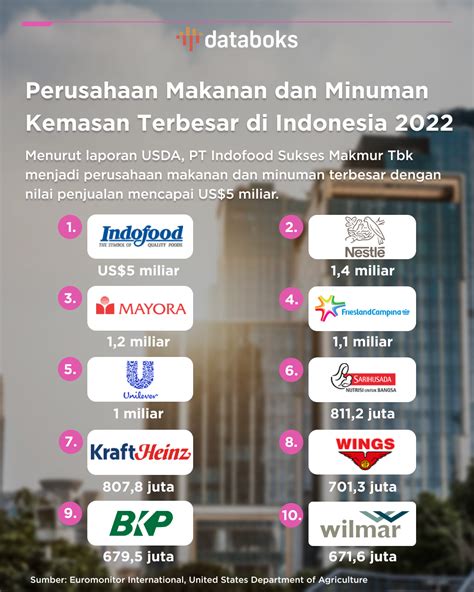 databoks
Perusahaan Makanan dan Minuman
Kemasan Terbesar di Indonesia 2022
Menurut laporan USDA, PT Indofood Sukses Makmur Tbk
menjadi perusahaan makanan dan minuman terbesar dengan
nilai penjualan mencapai US$5 miliar.
1.
Indofood
THE SYMBOL OF QUALITY FOODS
US$5 miliar
2.
Nestlé
1,4 miliar
3.
MAYORA
1,2 miliar
4.
FrieslandCampina
1,1 miliar
5.
Unilever
1 miliar
6.
SARIHUSADA
NUTRISI UNTUK BANGSA
811,2 juta
7.
KraftHeinz
807,8 juta
8.
WINGS
701,3 juta
9.
BKP
679,5 juta
10.
wilmar
671,6 juta
Sumber: Euromonitor International, United States Department of Agriculture